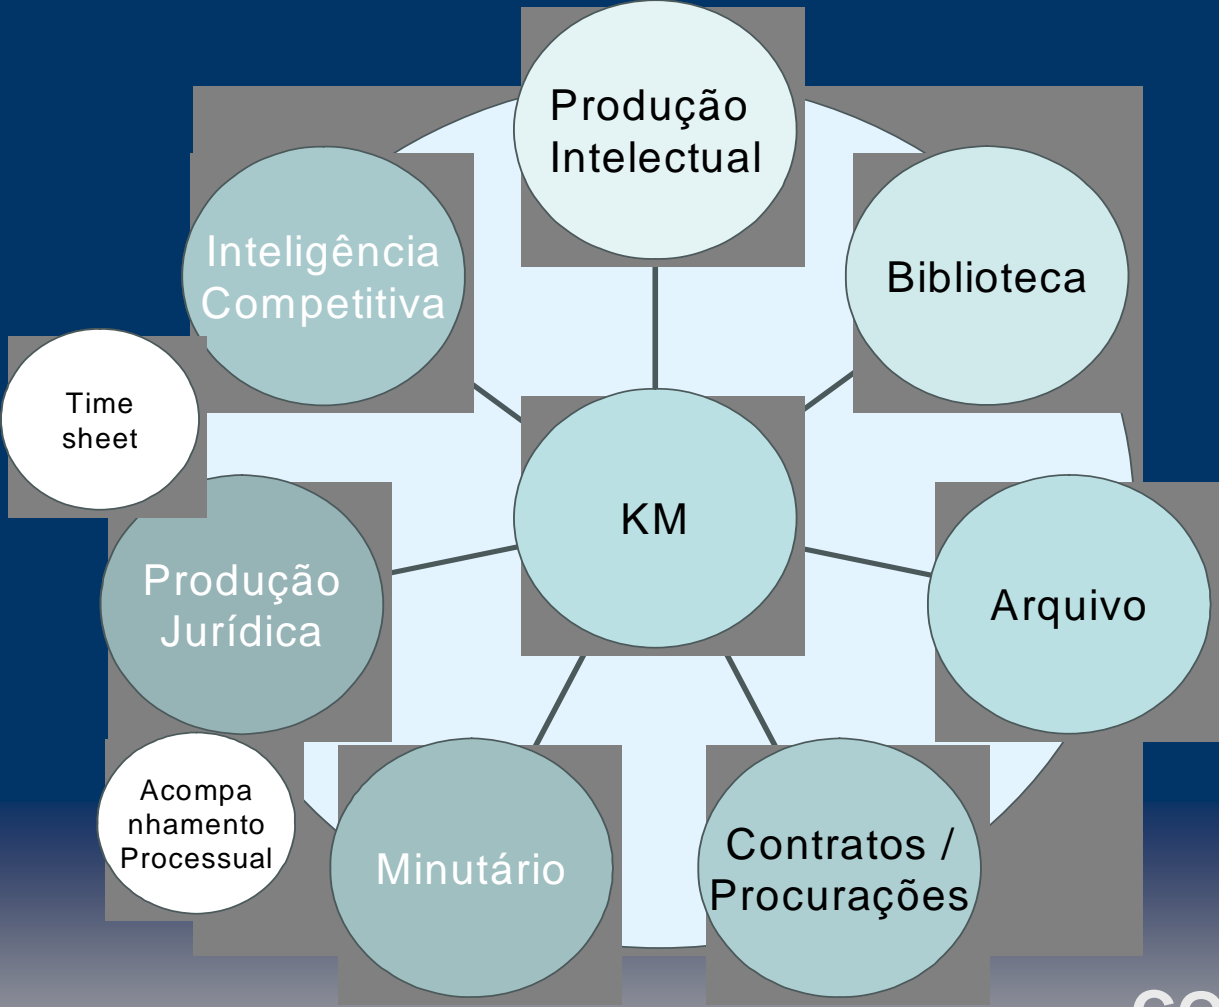 Produção
Intelectual
Inteligência
Competitiva
Biblioteca
Time
sheet
KM
Produção
Jurídica
Arquivo
Acompa
nhamento
Processual
Minutário
Contratos /
Procurações